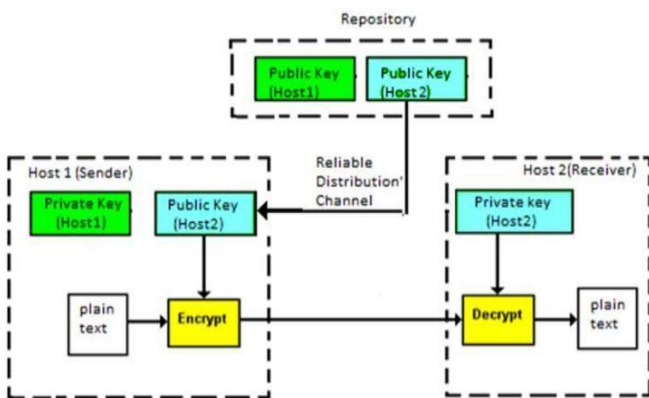 Repository
Public Key
(Host1)
Public Key
(Host2)
Reliable
Distribution'
Channel
Host 1 (Sender)
Private Key
(Host1)
Public Key
(Host2)
plain
text
Encrypt
Host 2(Receiver)
Private key
(Host2)
Decrypt
plain
text